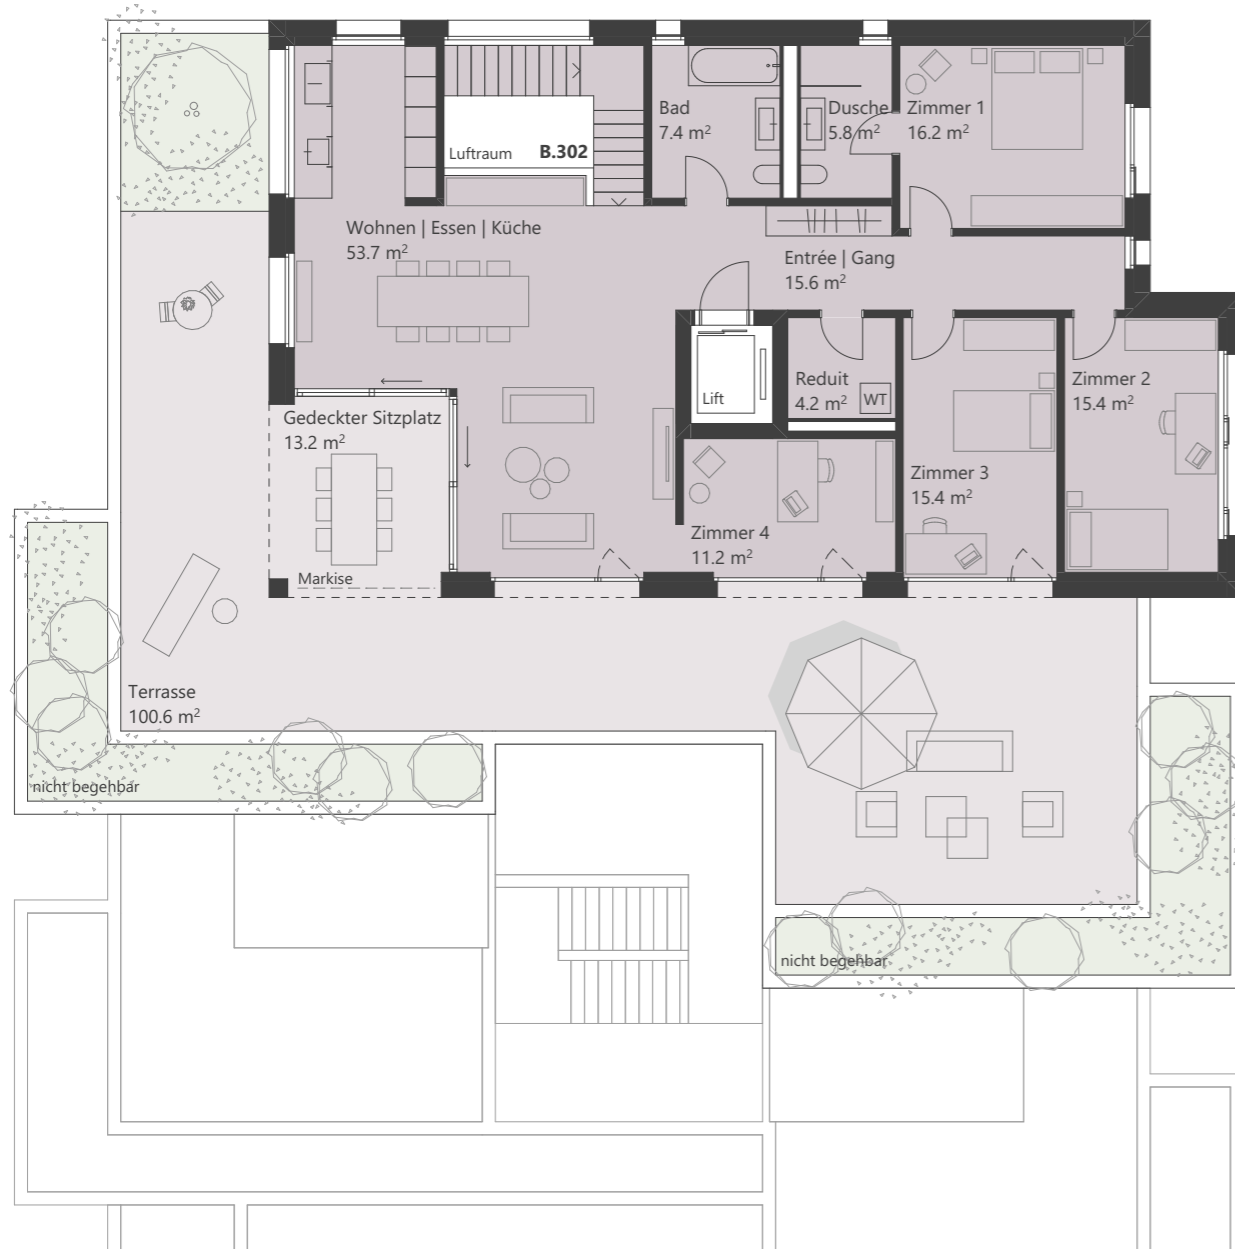 Bad
7.4 m²
Dusche
5.8 m²
Zimmer 1
16.2 m²
Luftraum B.302
Wohnen | Essen | Küche
53.7 m²
Entrée | Gang
15.6 m²
Lift
Reduit
4.2 m²
WT
Zimmer 2
15.4 m²
Gedeckter Sitzplatz
13.2 m²
Zimmer 3
15.4 m²
Zimmer 4
11.2 m²
Markise
Terrasse
100.6 m²
nicht begehbar
nicht begehbar